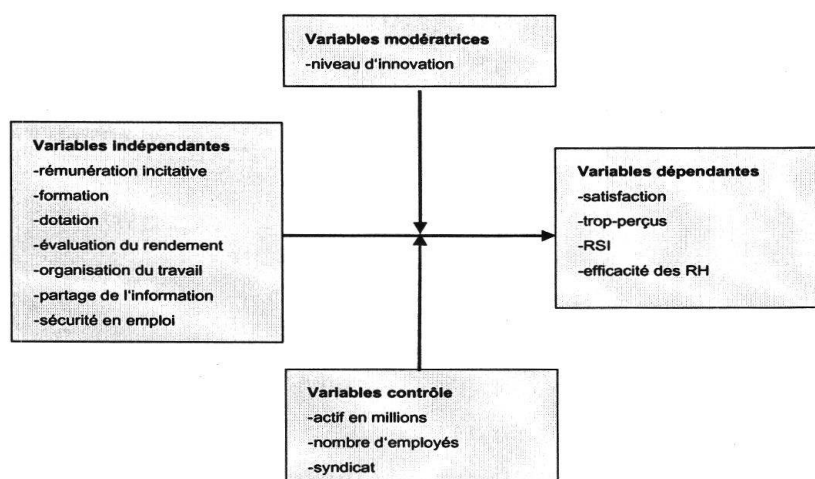 Variables modératrices
-niveau d'innovation
Variables indépendantes
-rémunération incitative
-formation
-dotation
-évaluation du rendement
-organisation du travail
-partage de l'information
-sécurité en emploi
Variables dépendantes
-satisfaction
-trop-perçus
-RSI
-efficacité des RH
Variables contrôle
-actif en millions
-nombre d'employés
-syndicat